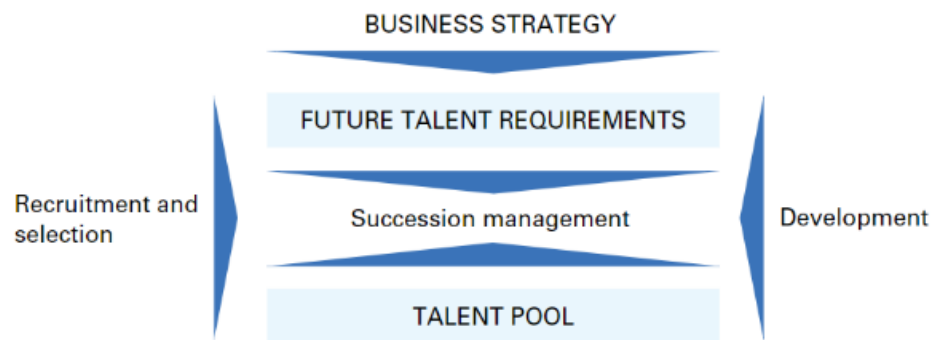 BUSINESS STRATEGY
FUTURE TALENT REQUIREMENTS
Recruitment and
selection
Succession management
Development
TALENT POOL